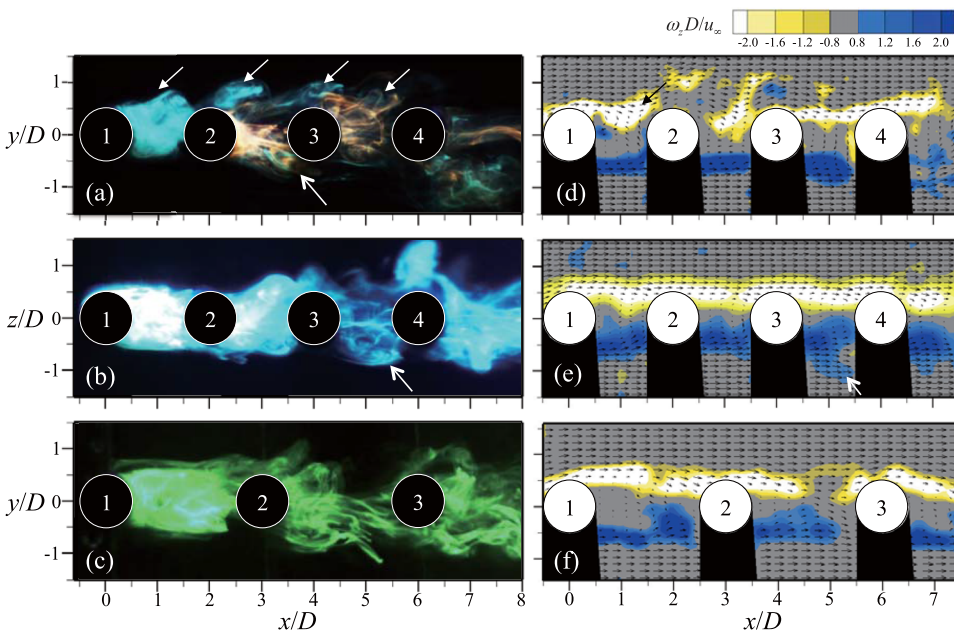 ω_z D/u_∞
-2.0 -1.6 -1.2 -0.8 0.8 1.2 1.6 2.0
y/D
1
0
-1
1 2 3 4
(a)
1 2 3 4
(d)
z/D
1
0
-1
1 2 3 4
(b)
1 2 3 4
(e)
y/D
1
0
-1
1 2 3
(c)
1 2 3
(f)
0 1 2 3 4 5 6 7 8
0 1 2 3 4 5 6 7
x/D
x/D